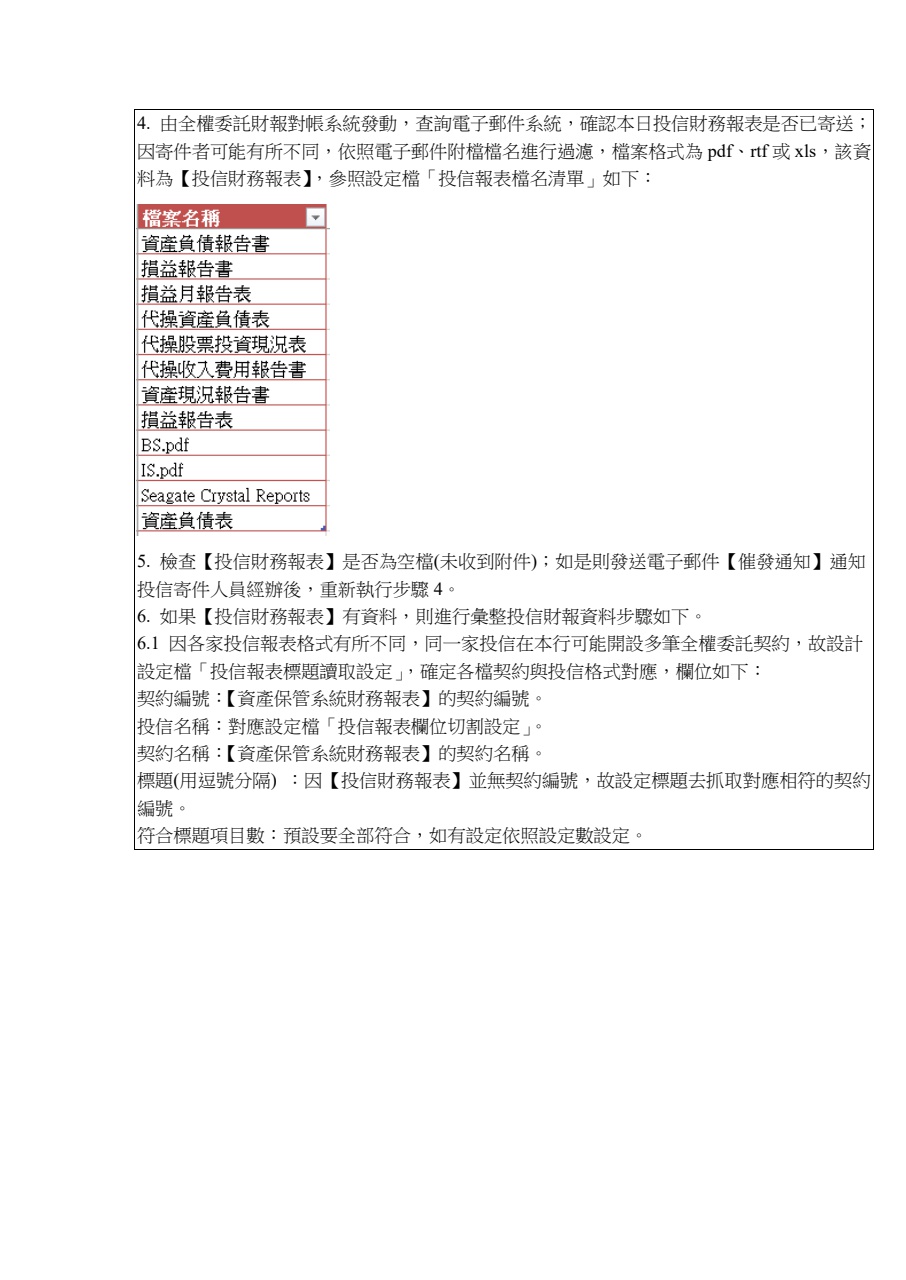 4. 由全權委託財報對帳系統發動，查詢電子郵件系統，確認本日投信財務報表是否已寄送；
因寄件者可能有所不同，依照電子郵件附檔檔名進行過濾，檔案格式為 pdf、rtf 或 xls，該資
料為【投信財務報表】，參照設定檔「投信報表檔名清單」如下：
檔案名稱
資產負債報告書
損益報告書
損益月報告表
代操資產負債表
代操股票投資現況表
代操收入費用報告書
資產現況報告書
損益報告表
BS.pdf
IS.pdf
Seagate Crystal Reports
資產負債表
5. 檢查【投信財務報表】是否為空檔(未收到附件)；如是則發送電子郵件【催發通知】通知
投信寄件人員經辦後，重新執行步驟 4。
6. 如果【投信財務報表】有資料，則進行彙整投信財報資料步驟如下。
6.1 因各家投信報表格式有所不同，同一家投信在本行可能開設多筆全權委託契約，故設計
設定檔「投信報表標題讀取設定」，確定各檔契約與投信格式對應，欄位如下：
契約編號：【資產保管系統財務報表】的契約編號。
投信名稱：對應設定檔「投信報表欄位切割設定」。
契約名稱：【資產保管系統財務報表】的契約名稱。
標題(用逗號分隔) ：因【投信財務報表】並無契約編號，故設定標題去抓取對應相符的契約
編號。
符合標題項目數：預設要全部符合，如有設定依照設定數設定。